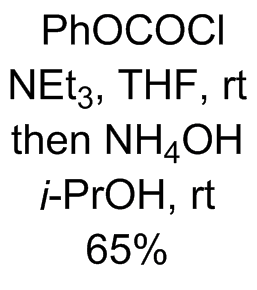 PhOCOCl
NEt₃, THF, rt
then NH₄OH
i-PrOH, rt
65%